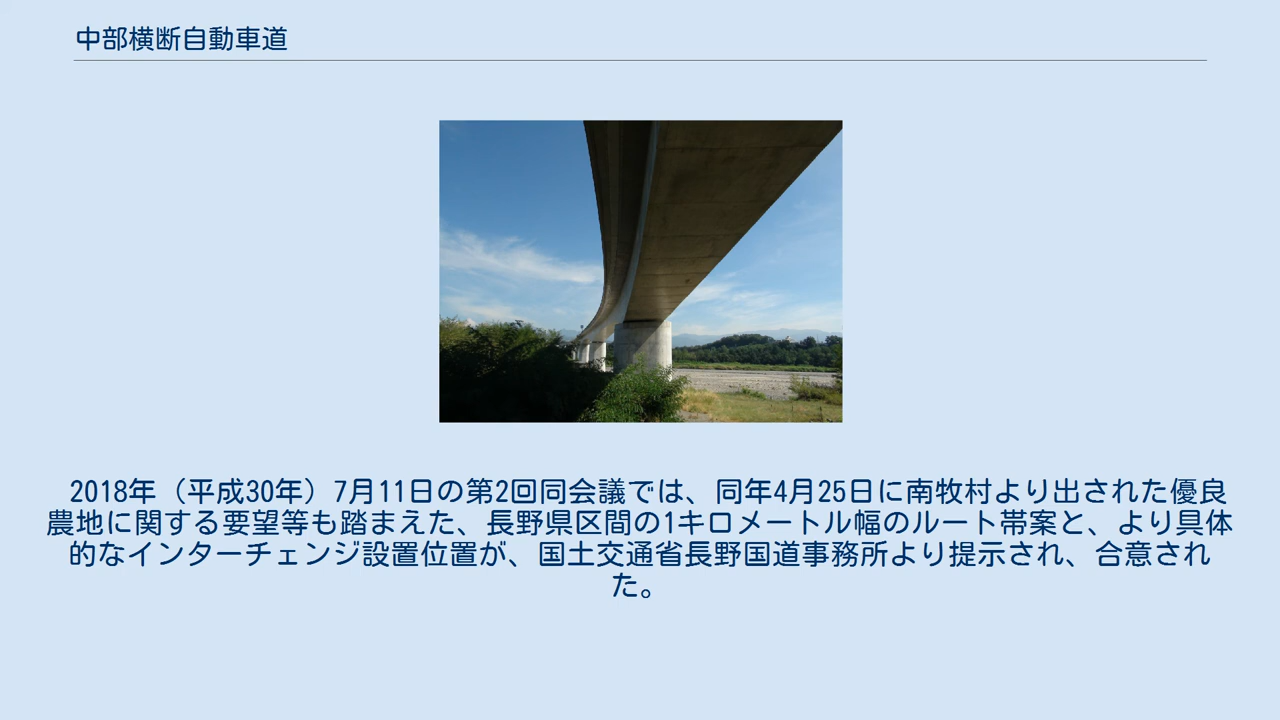 中部横断自動車道
2018年（平成30年）7月11日の第2回同会議では、同年4月25日に南牧村より出された優良
農地に関する要望等も踏まえた、長野県区間の1キロメートル幅のルート帯案と、より具体
的なインターチェンジ設置位置が、国土交通省長野国道事務所より提示され、合意され
た。